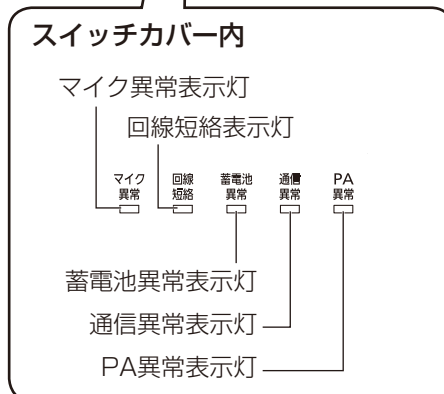 スイッチカバー内
マイク異常表示灯
回線短絡表示灯
マイク 回線 蓄電池 通信 PA
異常 短絡 異常 異常 異常
蓄電池異常表示灯
通信異常表示灯
PA異常表示灯